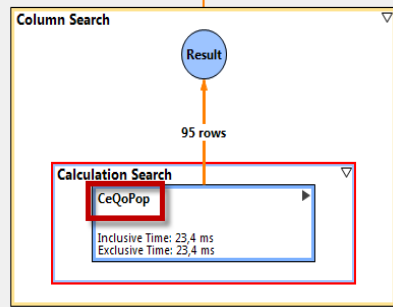 Column Search
Result
95 rows
Calculation Search
CeQoPop
Inclusive Time: 23,4 ms
Exclusive Time: 23,4 ms